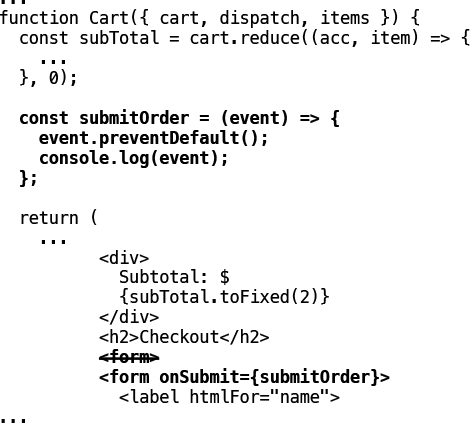 ...
function Cart({ cart, dispatch, items }) {
  const subTotal = cart.reduce((acc, item) => {
    ...
  }, 0);

  const submitOrder = (event) => {
    event.preventDefault();
    console.log(event);
  };

  return (
    ...
          <div>
            Subtotal: $
            {subTotal.toFixed(2)}
          </div>
          <h2>Checkout</h2>
          <form>
          <form onSubmit={submitOrder}>
            <label htmlFor="name">
...